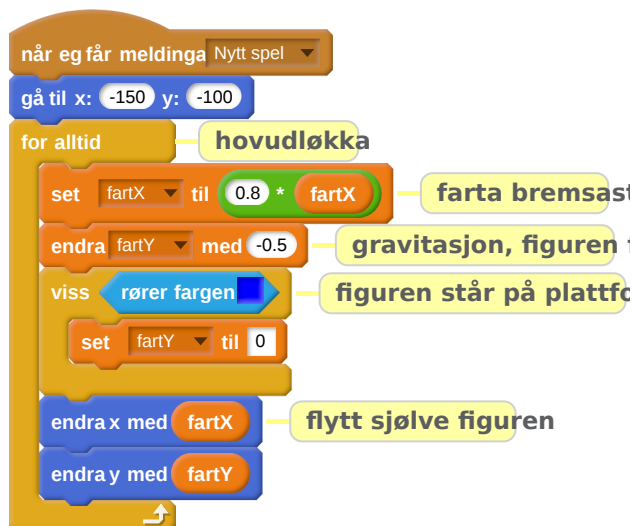 når eg får meldinga Nytt spel
gå til x: -150 y: -100
for alltid hovudløkka
set fartX til 0.8 * fartX farta bremsast
endra fartY med -0.5 gravitasjon, figuren f
viss rører fargen figuren står på plattfo
set fartY til 0
endra x med fartX flytt sjølve figuren
endra y med fartY